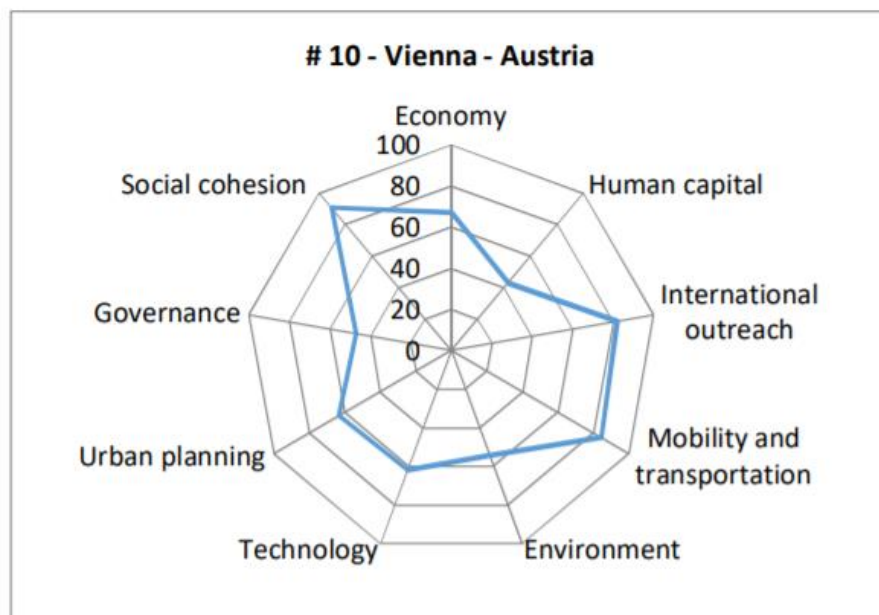 # 10 - Vienna - Austria
Economy
100
80
60
40
20
0
Human capital
International
outreach
Mobility and
transportation
Environment
Technology
Urban planning
Governance
Social cohesion